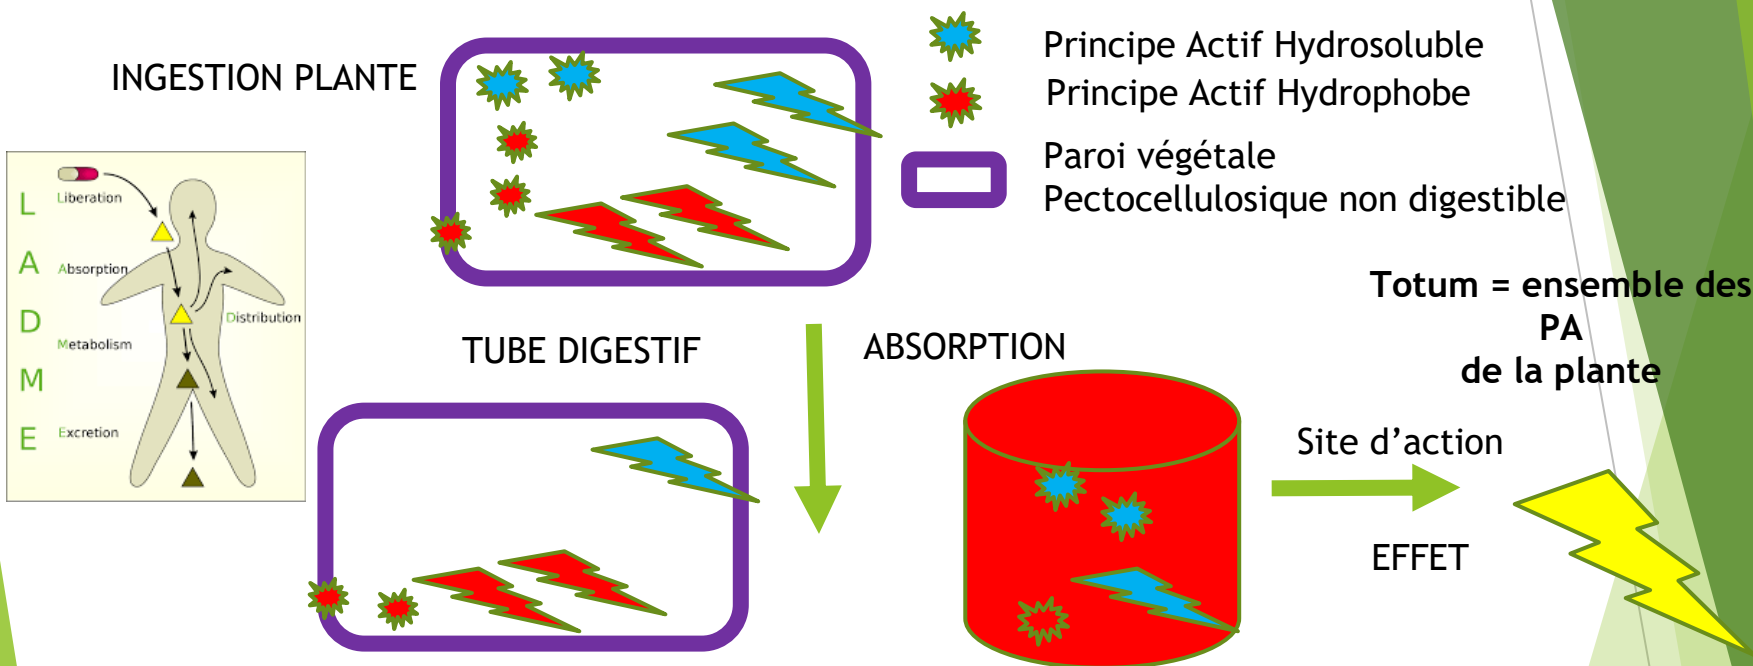 INGESTION PLANTE
Principe Actif Hydrosoluble
Principe Actif Hydrophobe
Paroi végétale
Pectocellulosique non digestible
L
Liberation
A
Absorption
D
Distribution
Metabolism
M
E
Excretion
TUBE DIGESTIF
ABSORPTION
Totum = ensemble des
PA
de la plante
Site d’action
EFFET